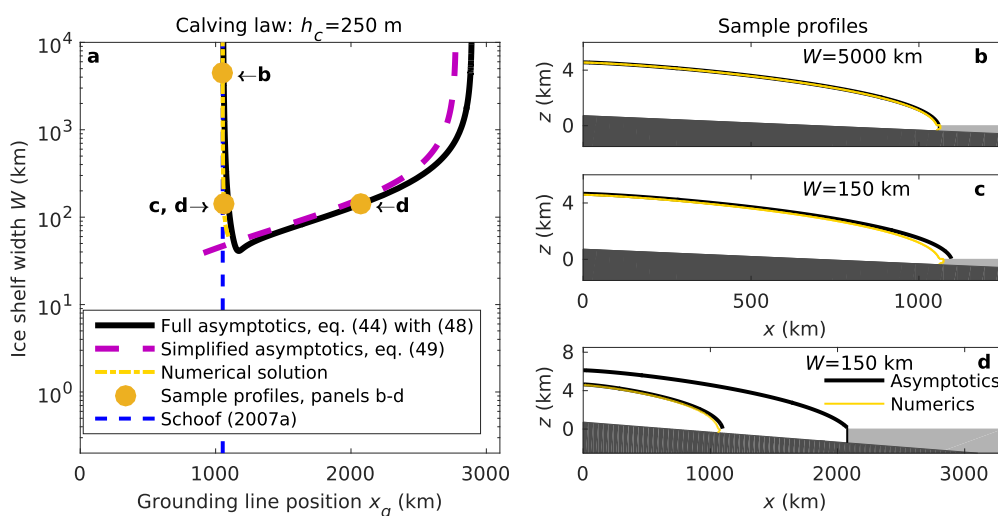 Calving law: h_c=250 m
a
10^4
10^3
10^2
10^1
10^0
Ice shelf width W (km)
←b
c, d→
←d
Full asymptotics, eq. (44) with (48)
Simplified asymptotics, eq. (49)
Numerical solution
Sample profiles, panels b-d
Schoof (2007a)
0 1000 2000 3000
Grounding line position x_g (km)
Sample profiles
W=5000 km
b
4
0
z (km)
W=150 km
c
4
0
z (km)
0 500 1000
x (km)
W=150 km
d
8
4
0
z (km)
Asymptotics
Numerics
0 1000 2000 3000
x (km)